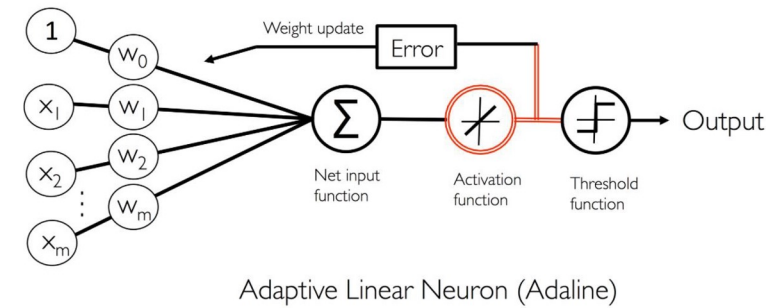 1
w₀
Weight update
Error
x₁
w₁
Σ
Output
x₂
w₂
⋮
Net input
function
Activation
function
Threshold
function
xₘ
wₘ
Adaptive Linear Neuron (Adaline)